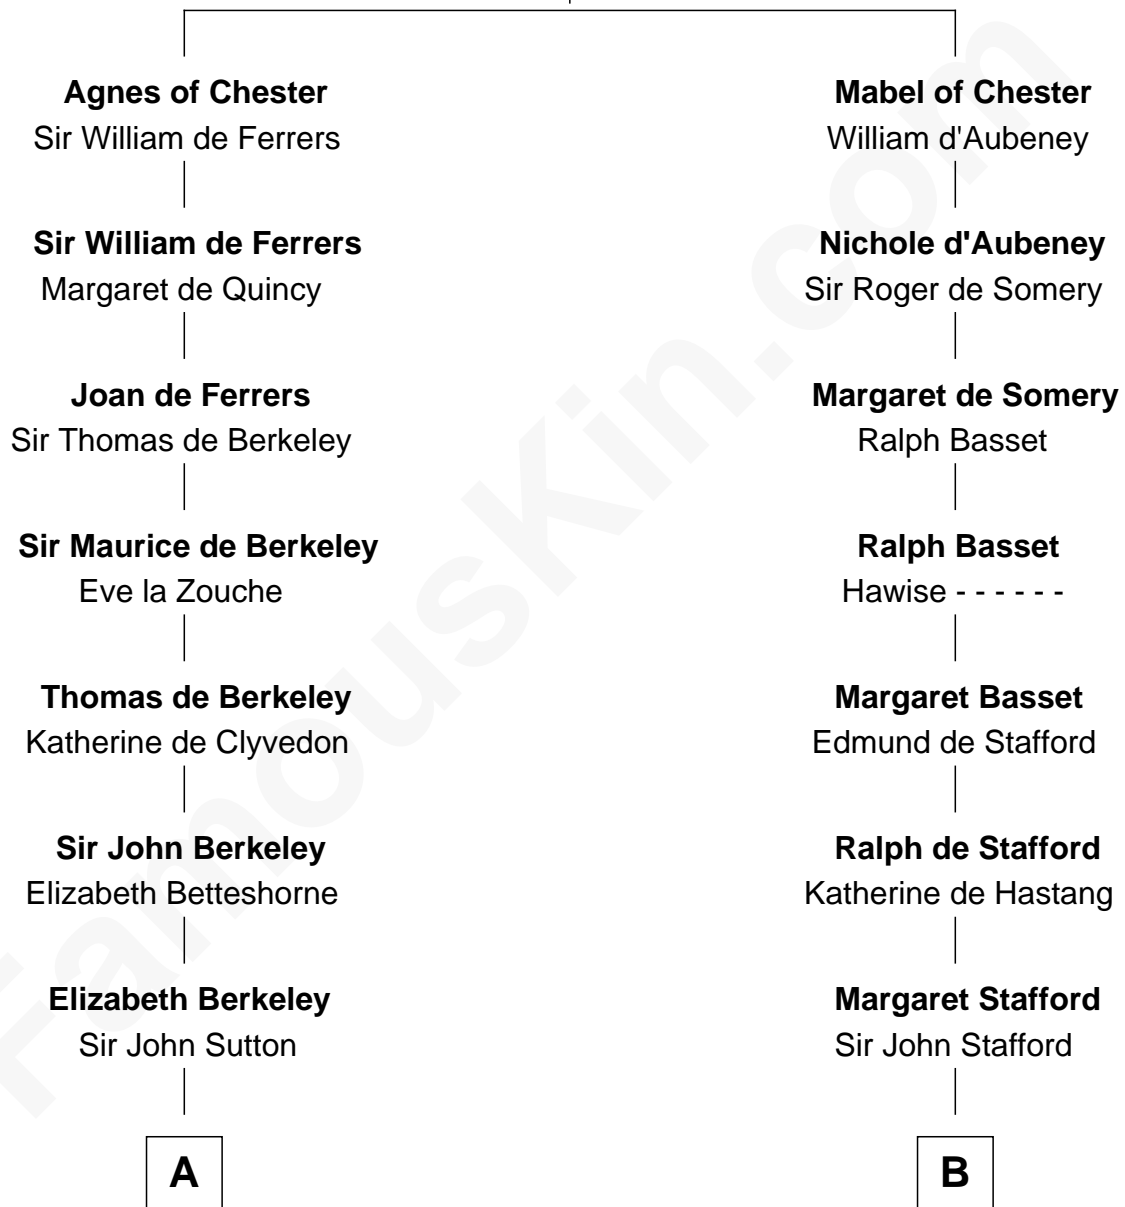 Agnes of Chester
Sir William de Ferrers
Mabel of Chester
William d'Aubeney
Sir William de Ferrers
Margaret de Quincy
Nichole d'Aubeney
Sir Roger de Somery
Joan de Ferrers
Sir Thomas de Berkeley
Margaret de Somery
Ralph Basset
Sir Maurice de Berkeley
Eve la Zouche
Ralph Basset
Hawise - - - - - -
Thomas de Berkeley
Katherine de Clyvedon
Margaret Basset
Edmund de Stafford
Sir John Berkeley
Elizabeth Betteshorne
Ralph de Stafford
Katherine de Hastang
Elizabeth Berkeley
Sir John Sutton
Margaret Stafford
Sir John Stafford
A
B
FamousKin.com